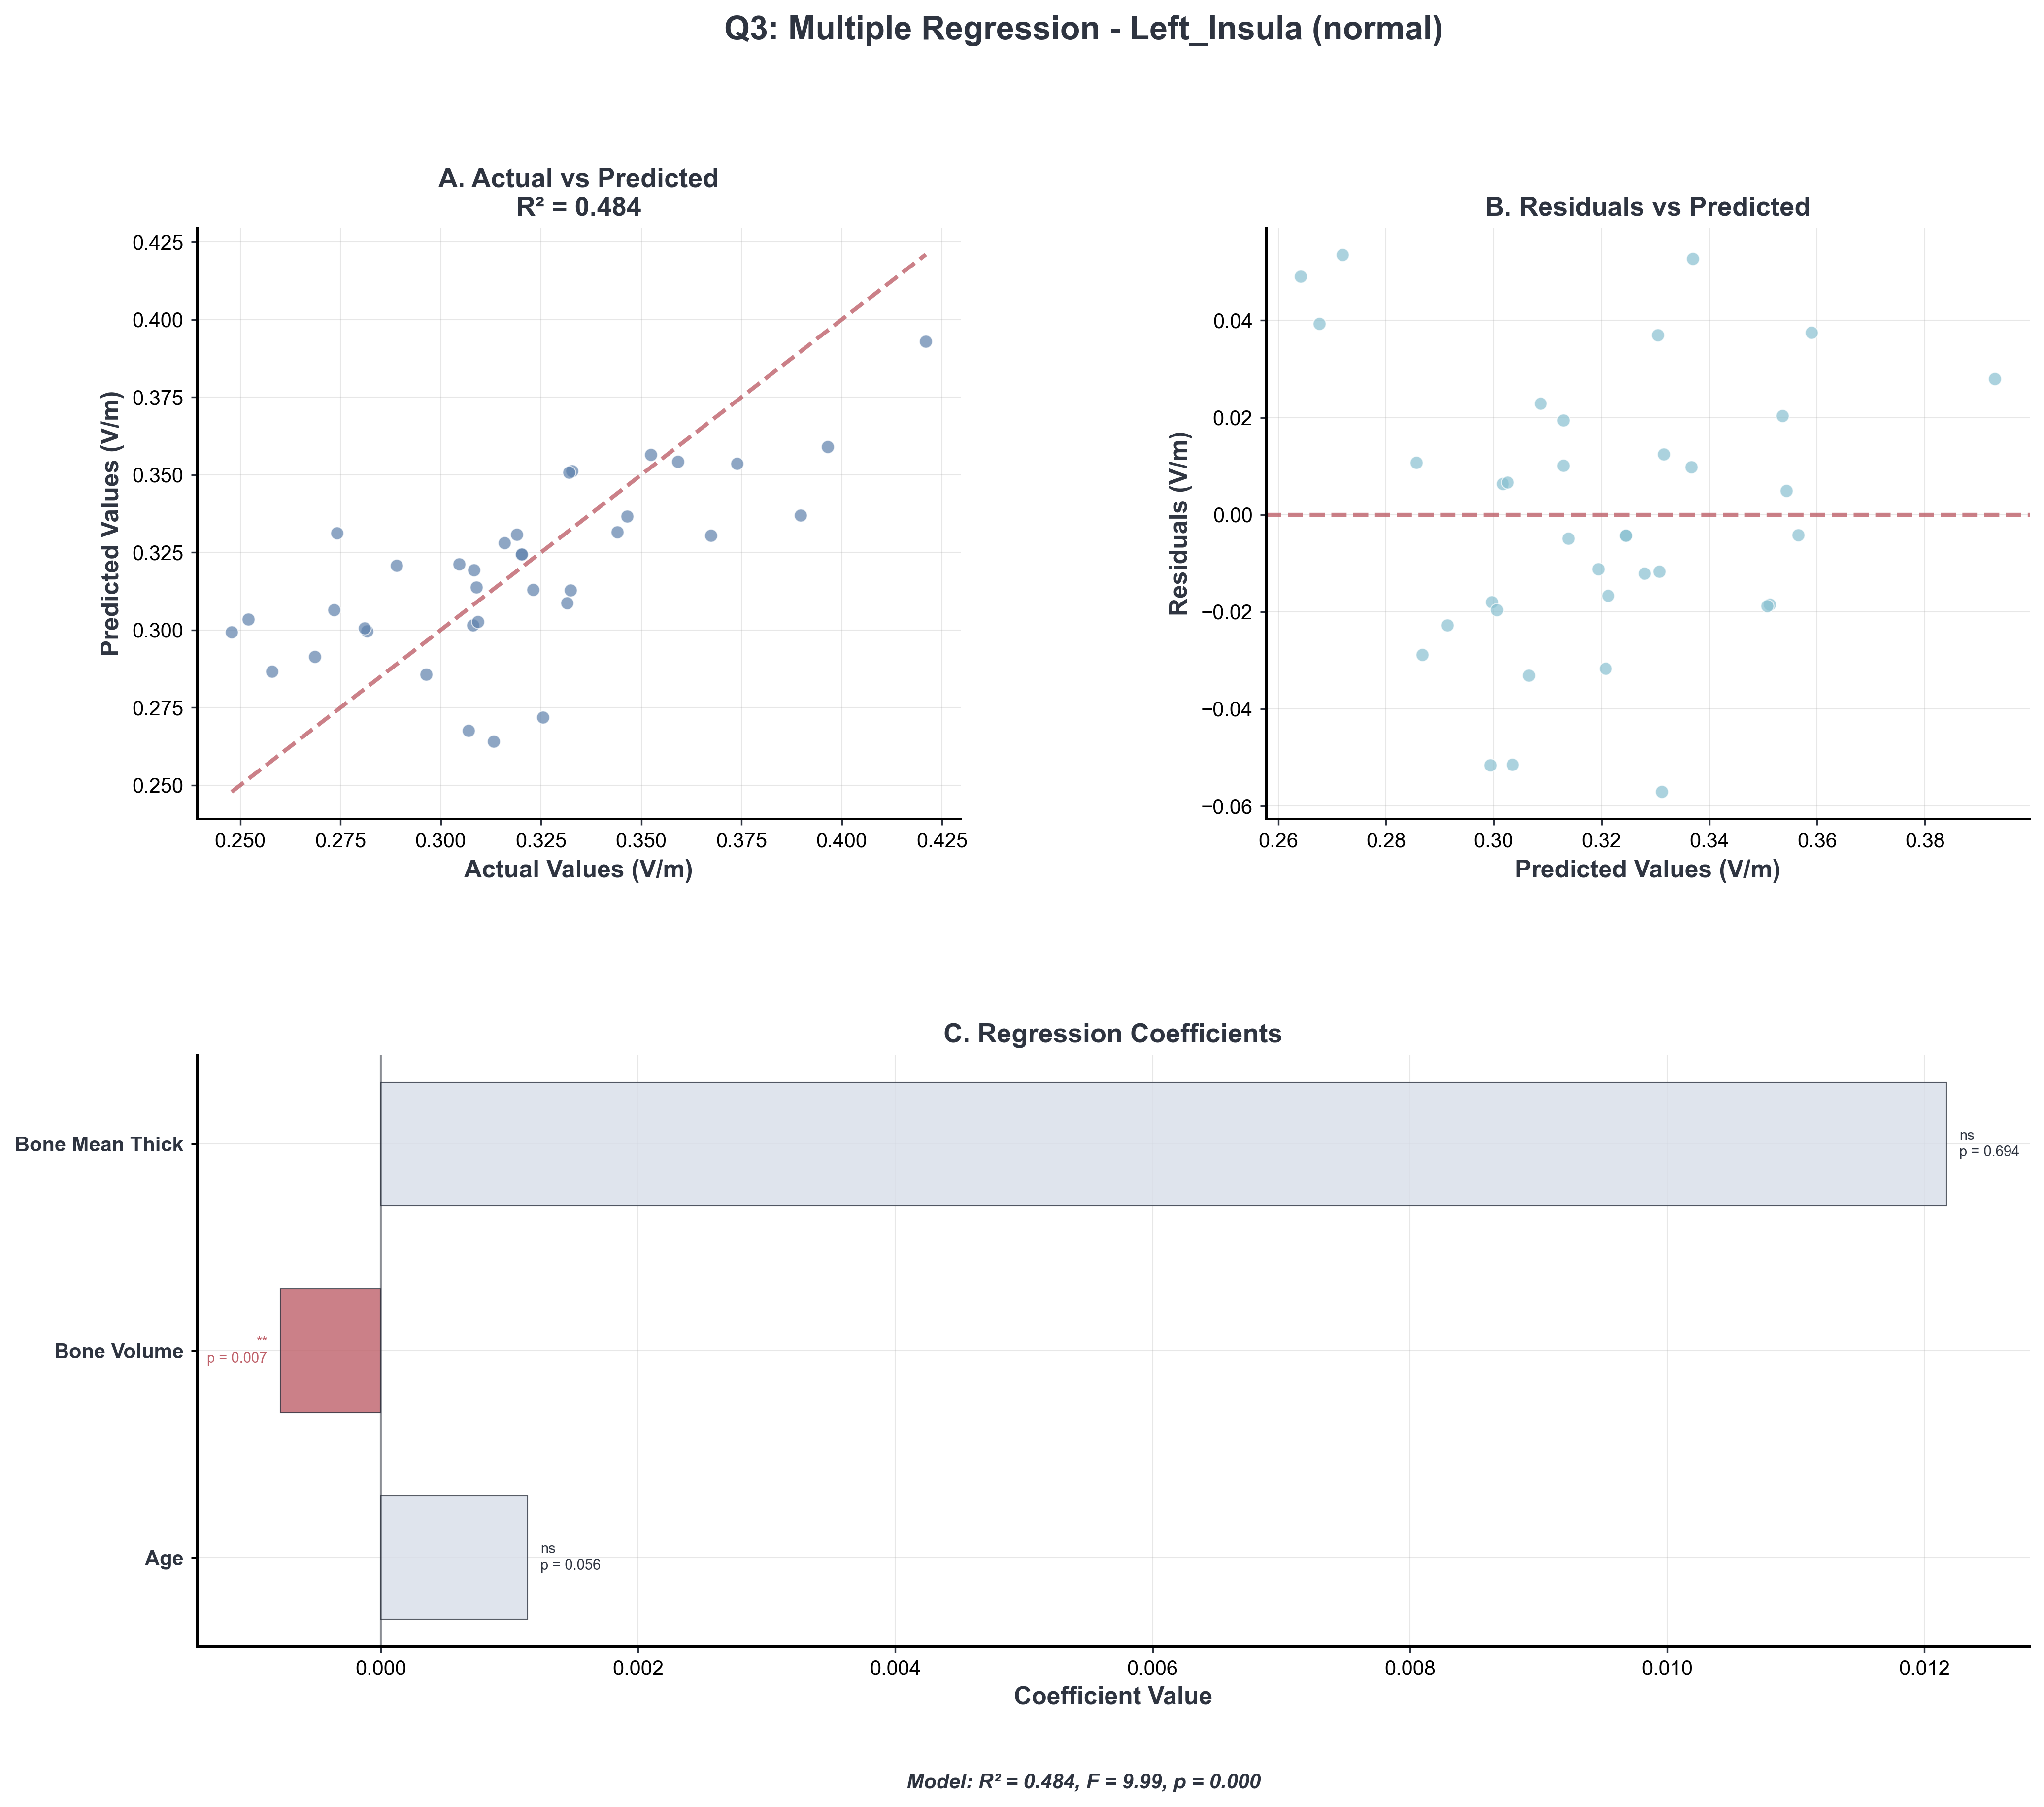 Q3: Multiple Regression - Left_Insula (normal)
A. Actual vs Predicted
R² = 0.484
Predicted Values (V/m)
0.425
0.400
0.375
0.350
0.325
0.300
0.275
0.250
0.250 0.275 0.300 0.325 0.350 0.375 0.400 0.425
Actual Values (V/m)
B. Residuals vs Predicted
Residuals (V/m)
0.04
0.02
0.00
−0.02
−0.04
−0.06
0.26 0.28 0.30 0.32 0.34 0.36 0.38
Predicted Values (V/m)
C. Regression Coefficients
Bone Mean Thick
ns
p = 0.694
Bone Volume
**
p = 0.007
Age
ns
p = 0.056
0.000 0.002 0.004 0.006 0.008 0.010 0.012
Coefficient Value
Model: R² = 0.484, F = 9.99, p = 0.000